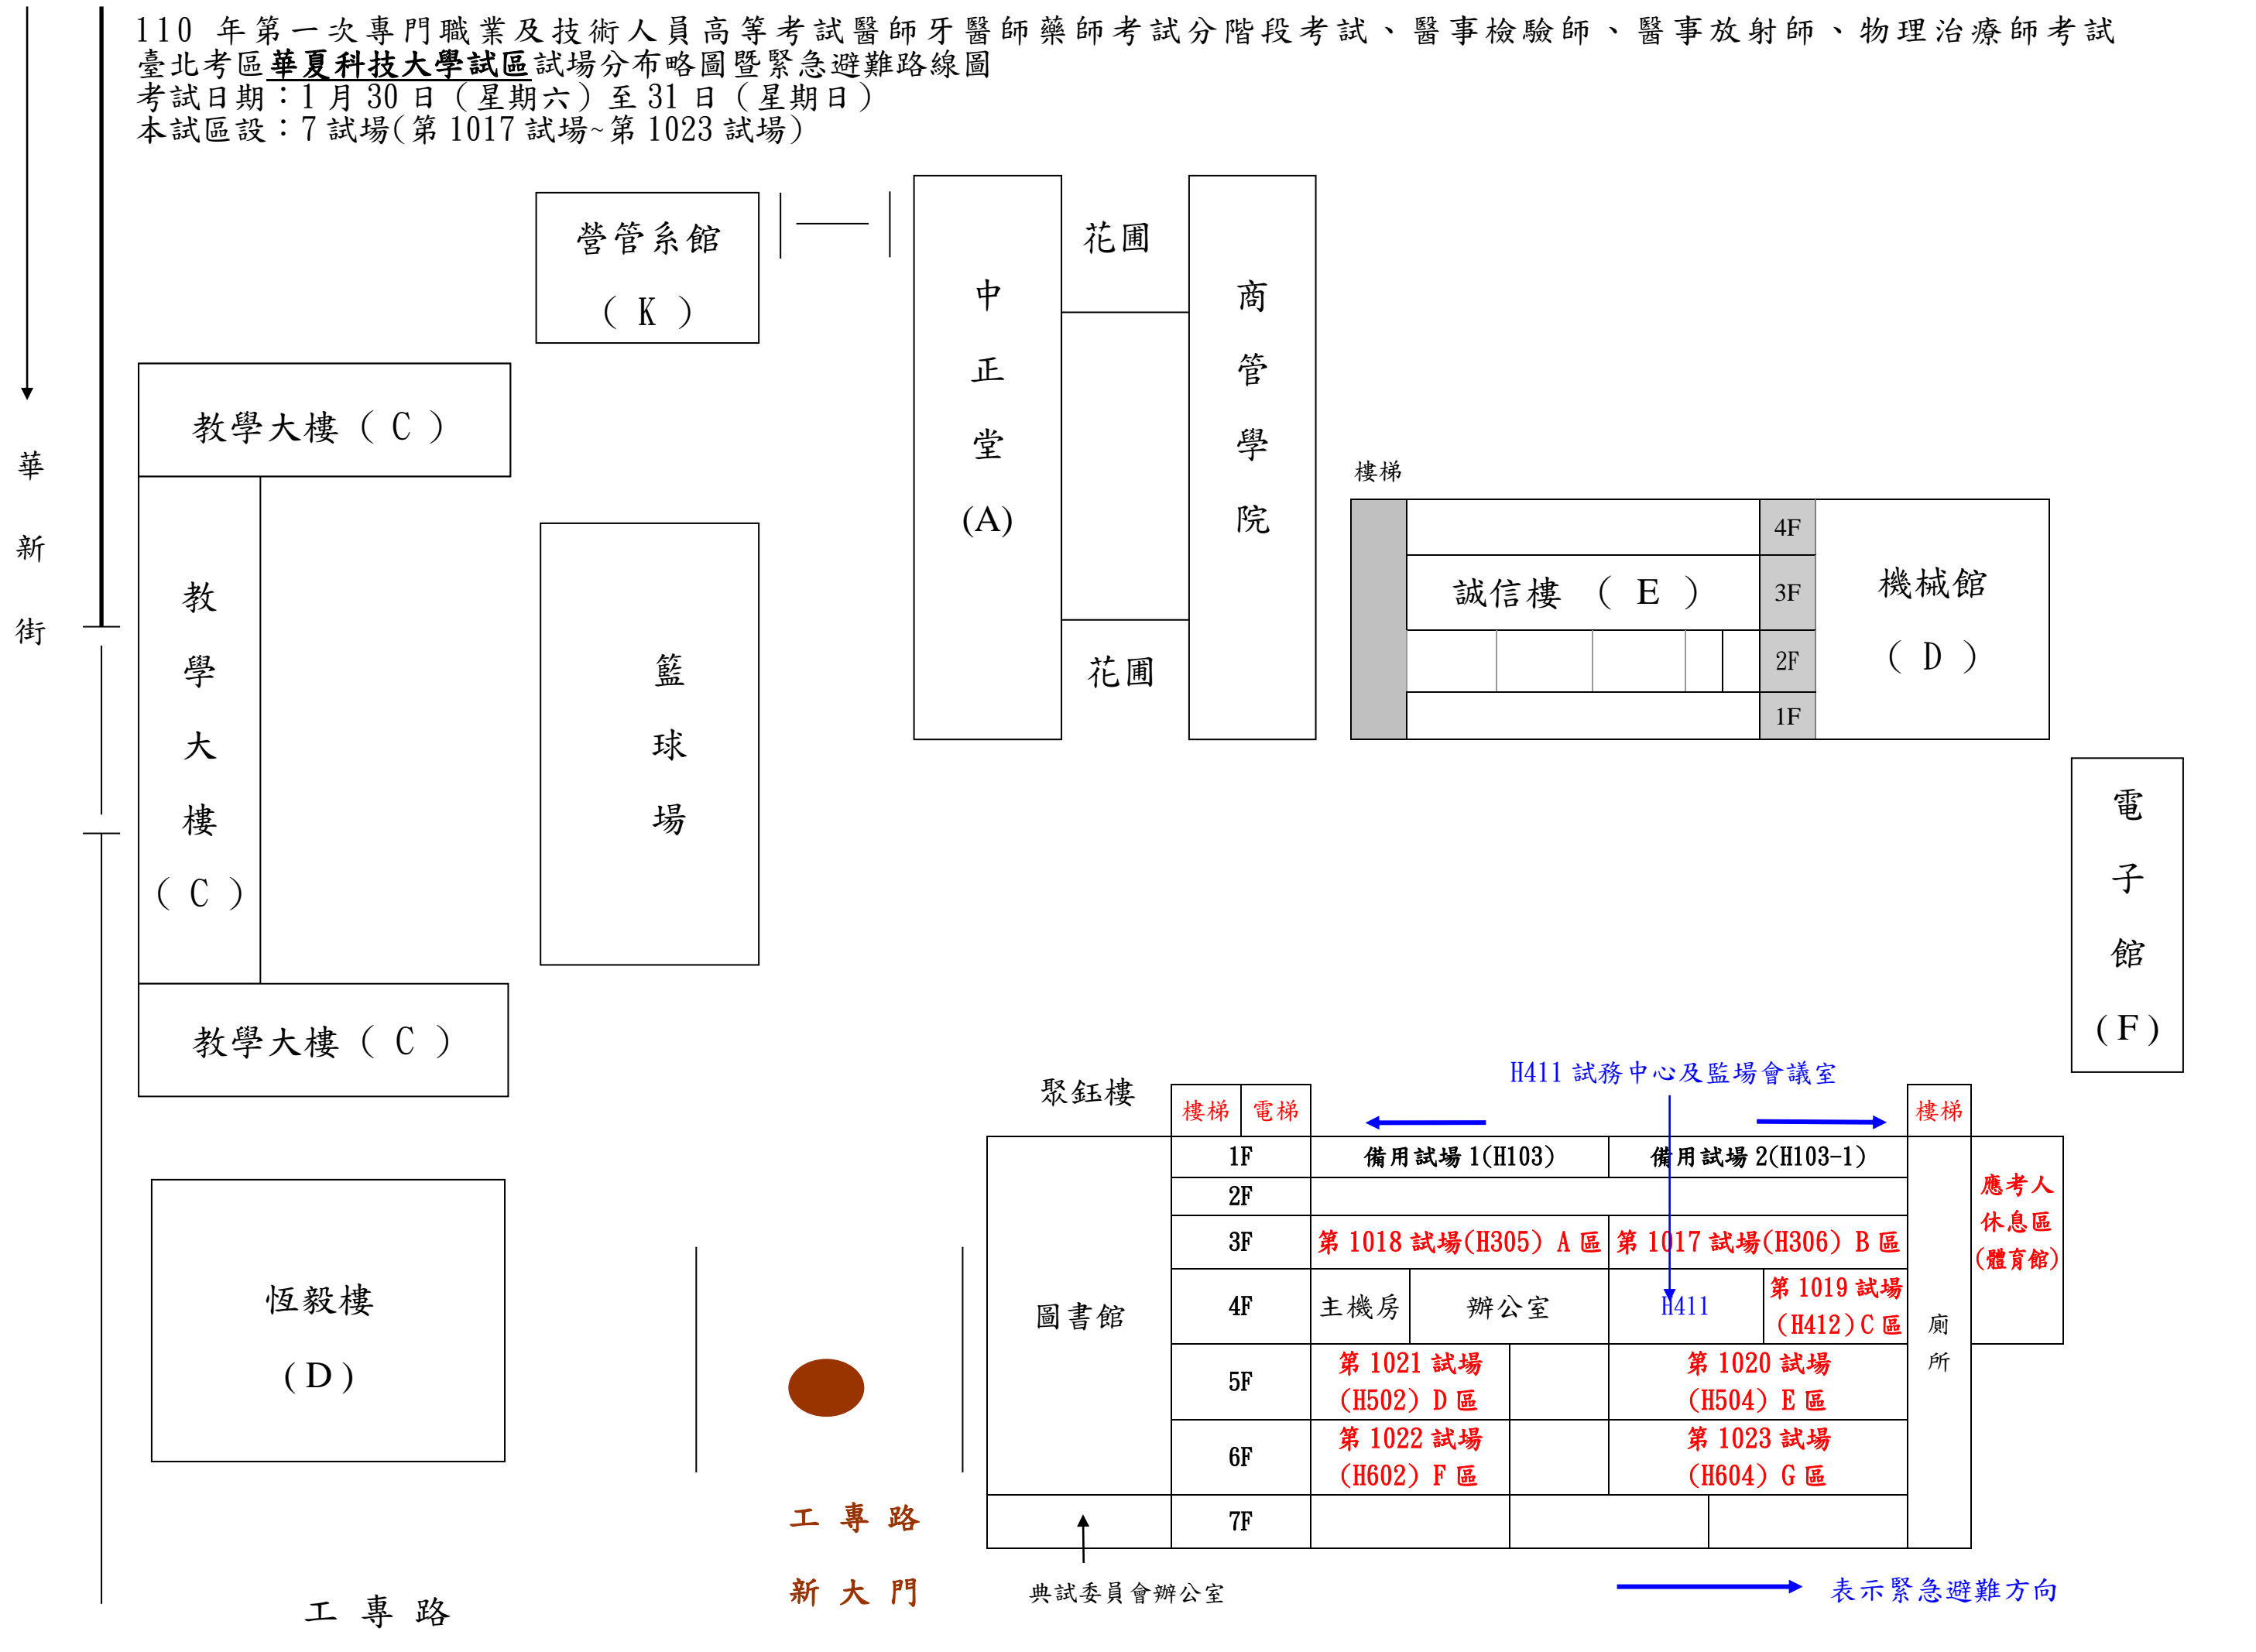 110 年第一次專門職業及技術人員高等考試醫師牙醫師藥師考試分階段考試、醫事檢驗師、醫事放射師、物理治療師考試
臺北考區華夏科技大學試區試場分布略圖暨緊急避難路線圖
考試日期：1 月 30 日（星期六）至 31 日（星期日）
本試區設：7 試場(第 1017 試場~第 1023 試場)
華新街
營管系館
( K )
中正堂
(A)
花圃
花圃
商管學院
教學大樓 ( C )
教學大樓
( C )
教學大樓 ( C )
籃球場
樓梯
4F
誠信樓 ( E )
3F
2F
1F
機械館
( D )
電子館
( F )
H411 試務中心及監場會議室
聚鈺樓
樓梯
電梯
樓梯
1F
備用試場 1(H103)
備用試場 2(H103-1)
2F
3F
第 1018 試場(H305) A 區
第 1017 試場(H306) B 區
4F
主機房
辦公室
H411
第 1019 試場
(H412)C 區
5F
第 1021 試場
(H502) D 區
第 1020 試場
(H504) E 區
6F
第 1022 試場
(H602) F 區
第 1023 試場
(H604) G 區
7F
圖書館
廁所
應考人
休息區
(體育館)
恆毅樓
( D )
工 專 路
新 大 門
典試委員會辦公室
表示緊急避難方向
工 專 路